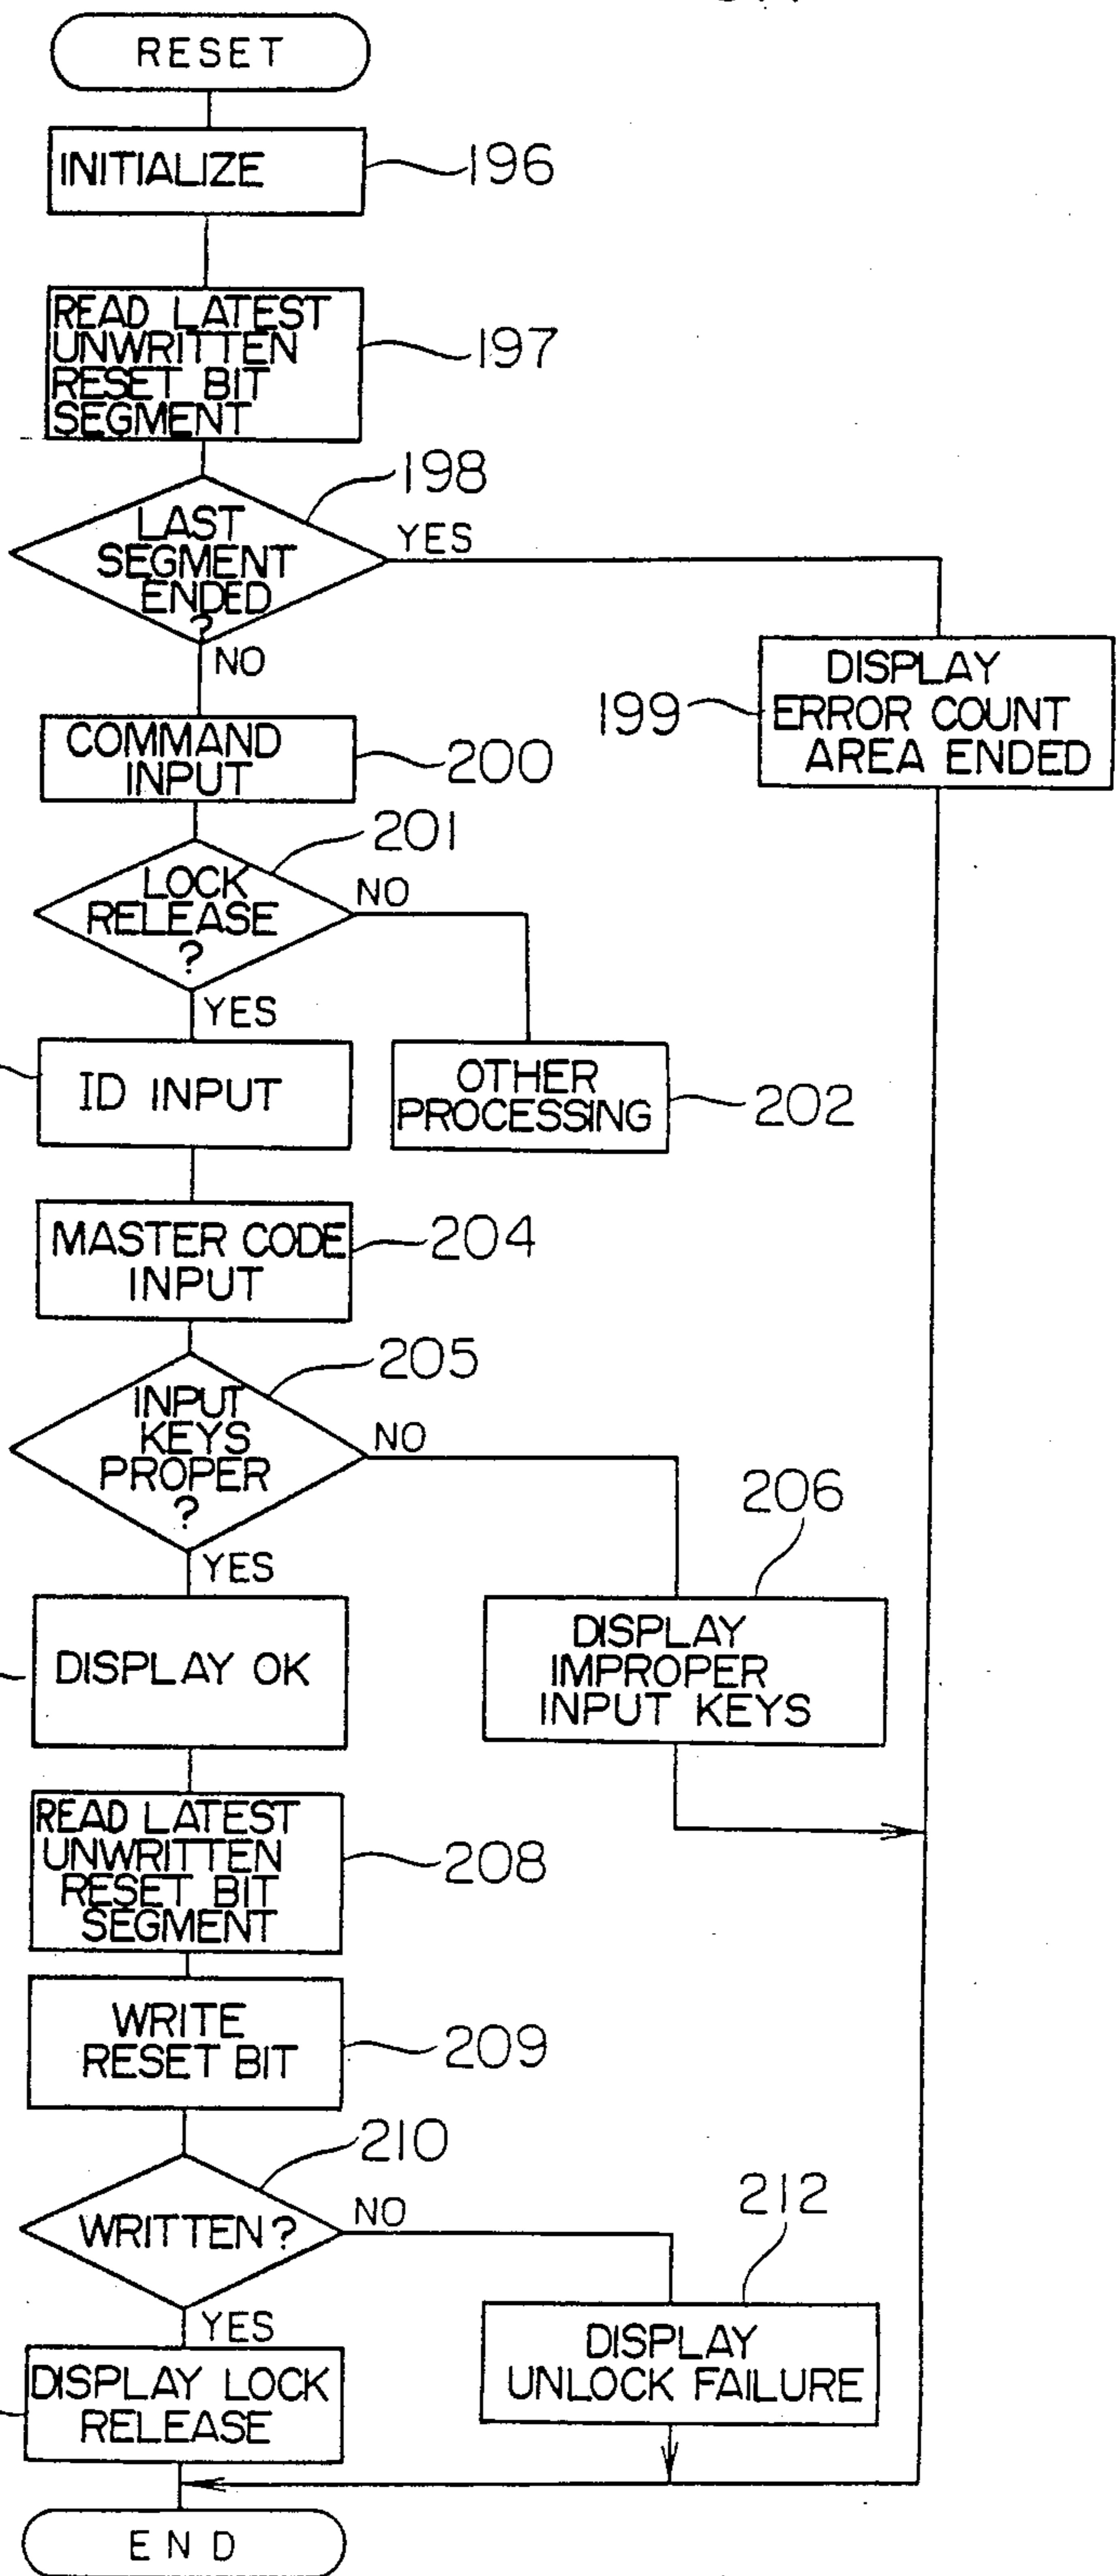 RESET
INITIALIZE
196
READ LATEST
UNWRITTEN
RESET BIT
SEGMENT
197
198
LAST
SEGMENT
ENDED
?
YES
NO
DISPLAY
ERROR COUNT
AREA ENDED
199
COMMAND
INPUT
200
201
LOCK
RELEASE
?
NO
YES
ID INPUT
OTHER
PROCESSING
202
MASTER CODE
INPUT
204
205
INPUT
KEYS
PROPER
?
NO
YES
206
DISPLAY
IMPROPER
INPUT KEYS
DISPLAY OK
READ LATEST
UNWRITTEN
RESET BIT
SEGMENT
208
WRITE
RESET BIT
209
210
WRITTEN?
NO
YES
212
DISPLAY
UNLOCK FAILURE
DISPLAY LOCK
RELEASE
END